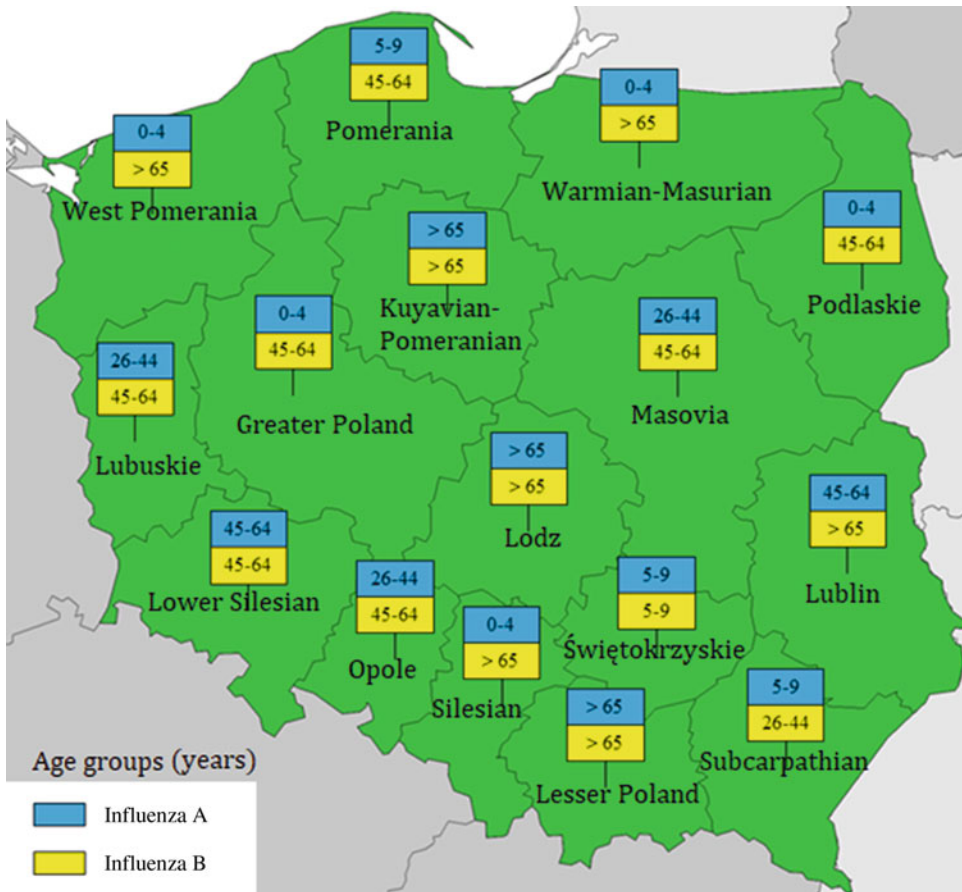 5-9
45-64
Pomerania
0-4
> 65
Warmian-Masurian
0-4
> 65
West Pomerania
0-4
45-64
Podlaskie
> 65
> 65
Kuyavian-
Pomeranian
0-4
45-64
Greater Poland
26-44
45-64
Masovia
26-44
45-64
Lubuskie
> 65
> 65
Lodz
45-64
> 65
Lublin
45-64
45-64
Lower Silesian
26-44
45-64
Opole
5-9
5-9
Świętokrzyskie
0-4
> 65
Silesian
> 65
> 65
Lesser Poland
5-9
26-44
Subcarpathian
Age groups (years)
Influenza A
Influenza B